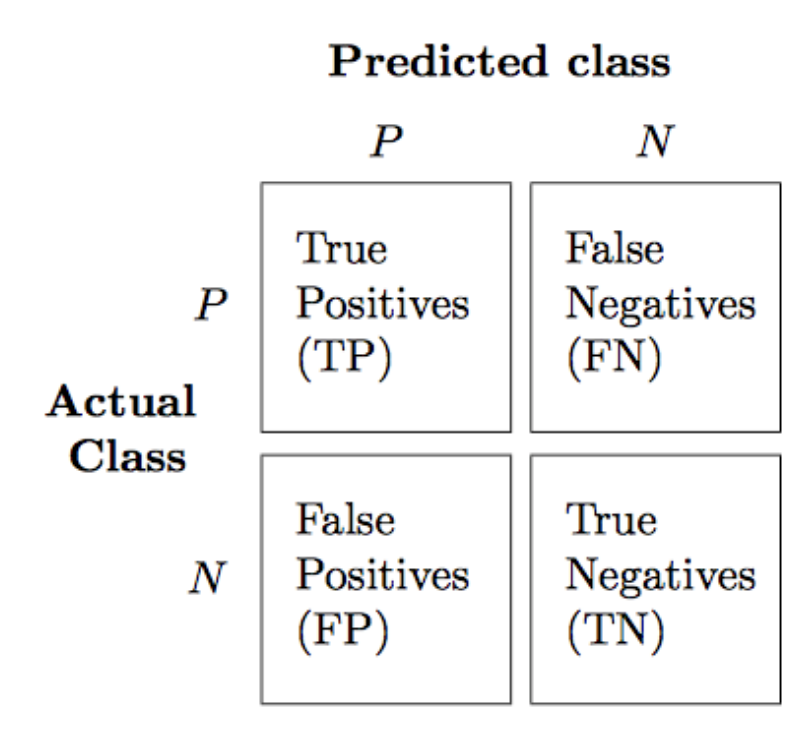 Predicted class
P N
True
Positives
(TP)
False
Negatives
(FN)
P
Actual
Class
False
Positives
(FP)
True
Negatives
(TN)
N